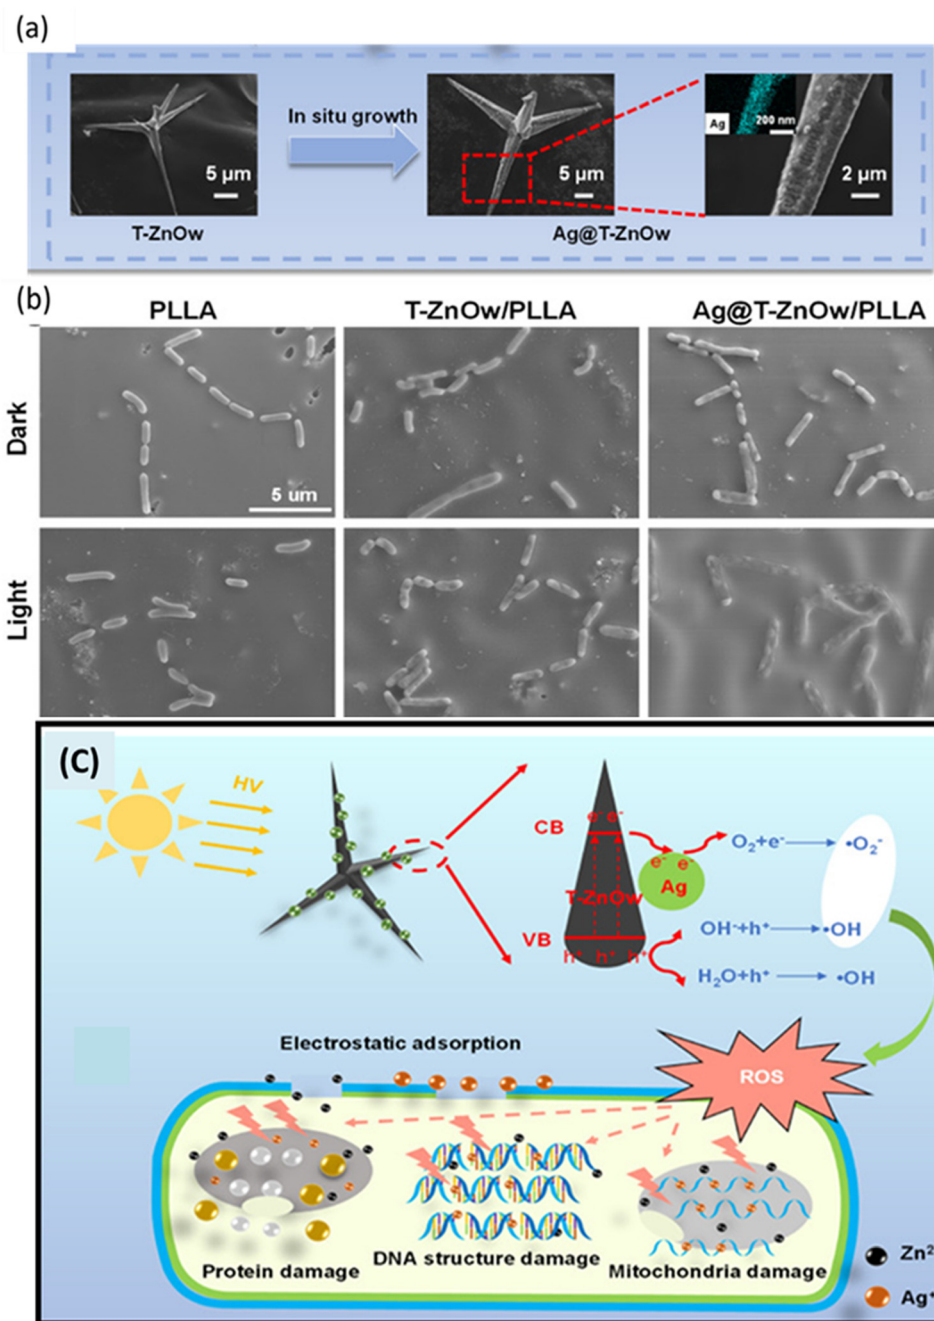 (a)
In situ growth
Ag
200 nm
5 µm
5 µm
2 µm
T-ZnOw
Ag@T-ZnOw
(b)
PLLA
T-ZnOw/PLLA
Ag@T-ZnOw/PLLA
Dark
5 um
Light
(C)
HV
CB
e⁻ e⁻
e⁻ e⁻
Ag
T-ZnOw
VB
h⁺ h⁺ h⁺
O₂+e⁻
•O₂⁻
OH⁻+h⁺
•OH
H₂O+h⁺
•OH
Electrostatic adsorption
ROS
Protein damage
DNA structure damage
Mitochondria damage
Zn²
Ag⁺